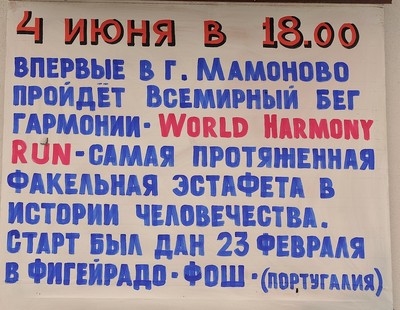 4 ИЮНЯ В 18.00
ВПЕРВЫЕ В Г. МАМОНОВО
ПРОЙДЁТ ВСЕМИРНЫЙ БЕГ
ГАРМОНИИ - WORLD HARMONY
RUN - САМАЯ ПРОТЯЖЕННАЯ
ФАКЕЛЬНАЯ ЭСТАФЕТА В
ИСТОРИИ ЧЕЛОВЕЧЕСТВА.
СТАРТ БЫЛ ДАН 23 ФЕВРАЛЯ
В ФИГЕЙРАДО - ФОШ - (ПОРТУГАЛИЯ)